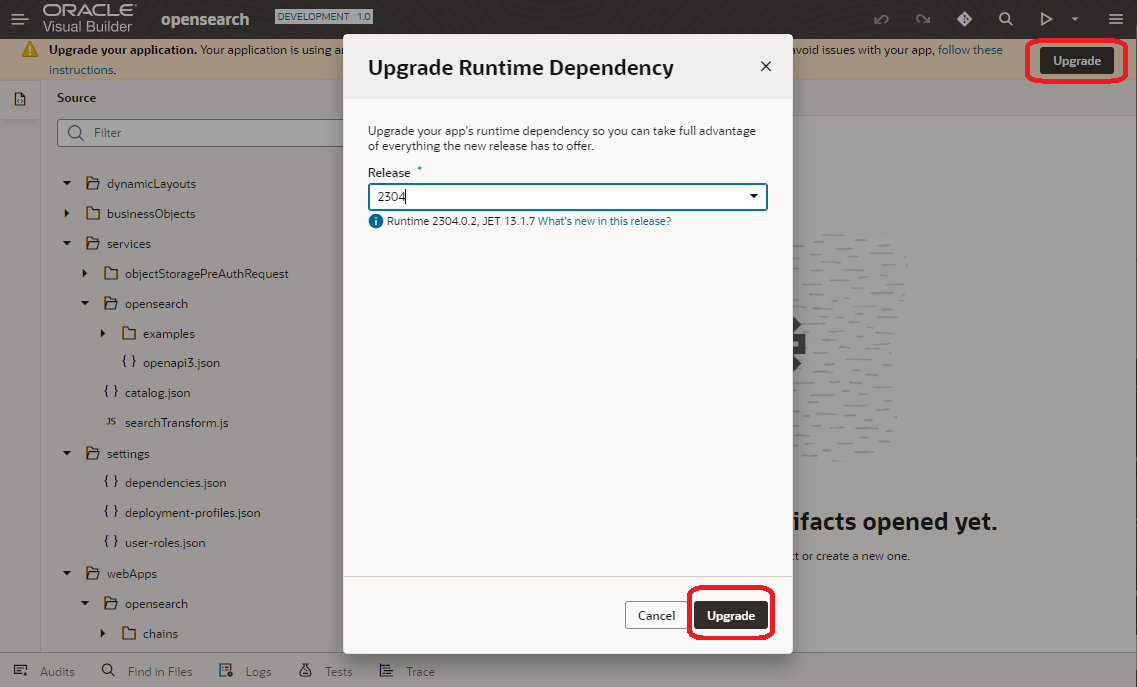 ORACLE
Visual Builder
opensearch
DEVELOPMENT 1.0
Upgrade your application. Your application is using an
avoid issues with your app, follow these
instructions.
Upgrade
Source
Filter
dynamicLayouts
businessObjects
services
objectStoragePreAuthRequest
opensearch
examples
{ } openapi3.json
{ } catalog.json
JS searchTransform.js
settings
{ } dependencies.json
{ } deployment-profiles.json
{ } user-roles.json
webApps
opensearch
chains
Upgrade Runtime Dependency
Upgrade your app's runtime dependency so you can take full advantage
of everything the new release has to offer.
Release *
2304
Runtime 2304.0.2, JET 13.1.7 What's new in this release?
Cancel
Upgrade
ifacts opened yet.
t or create a new one.
Audits
Find in Files
Logs
Tests
Trace